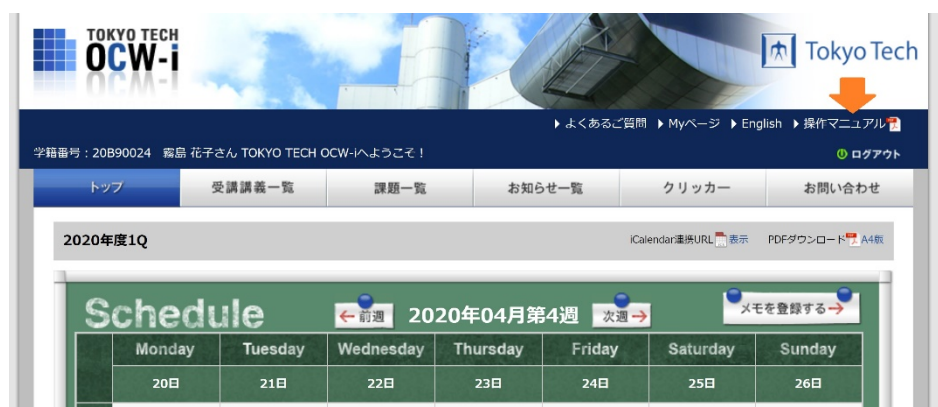 TOKYO TECH
OCW-i
Tokyo Tech
よくあるご質問 Myページ English 操作マニュアル
学籍番号：20B90024 霧島 花子さん TOKYO TECH OCW-iへようこそ！ ログアウト
トップ 受講講義一覧 課題一覧 お知らせ一覧 クリッカー お問い合わせ
2020年度1Q iCalendar連携URL 表示 PDFダウンロード A4版
Schedule ←前週 2020年04月第4週 次週→ メモを登録する→
Monday Tuesday Wednesday Thursday Friday Saturday Sunday
20日 21日 22日 23日 24日 25日 26日